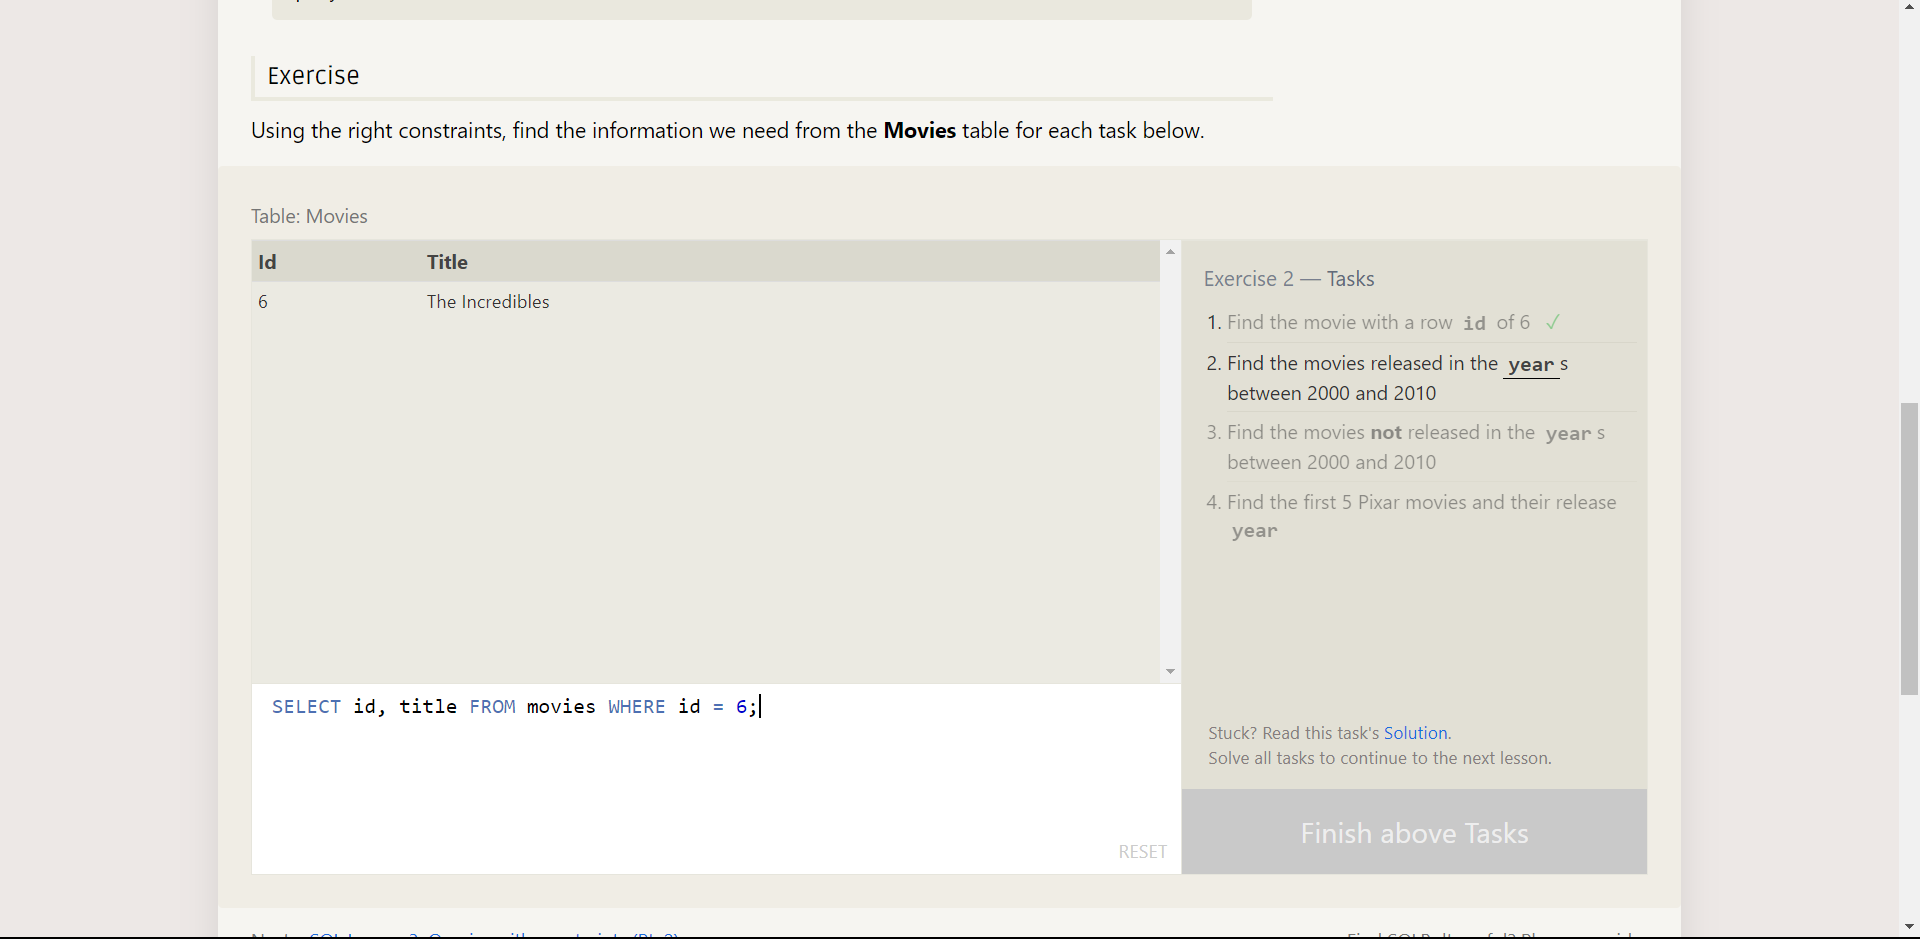 Exercise
Using the right constraints, find the information we need from the Movies table for each task below.
Table: Movies
Id Title
6 The Incredibles
SELECT id, title FROM movies WHERE id = 6;
RESET
Exercise 2 — Tasks
1. Find the movie with a row id of 6 ✓
2. Find the movies released in the year s
between 2000 and 2010
3. Find the movies not released in the year s
between 2000 and 2010
4. Find the first 5 Pixar movies and their release
year
Stuck? Read this task's Solution.
Solve all tasks to continue to the next lesson.
Finish above Tasks